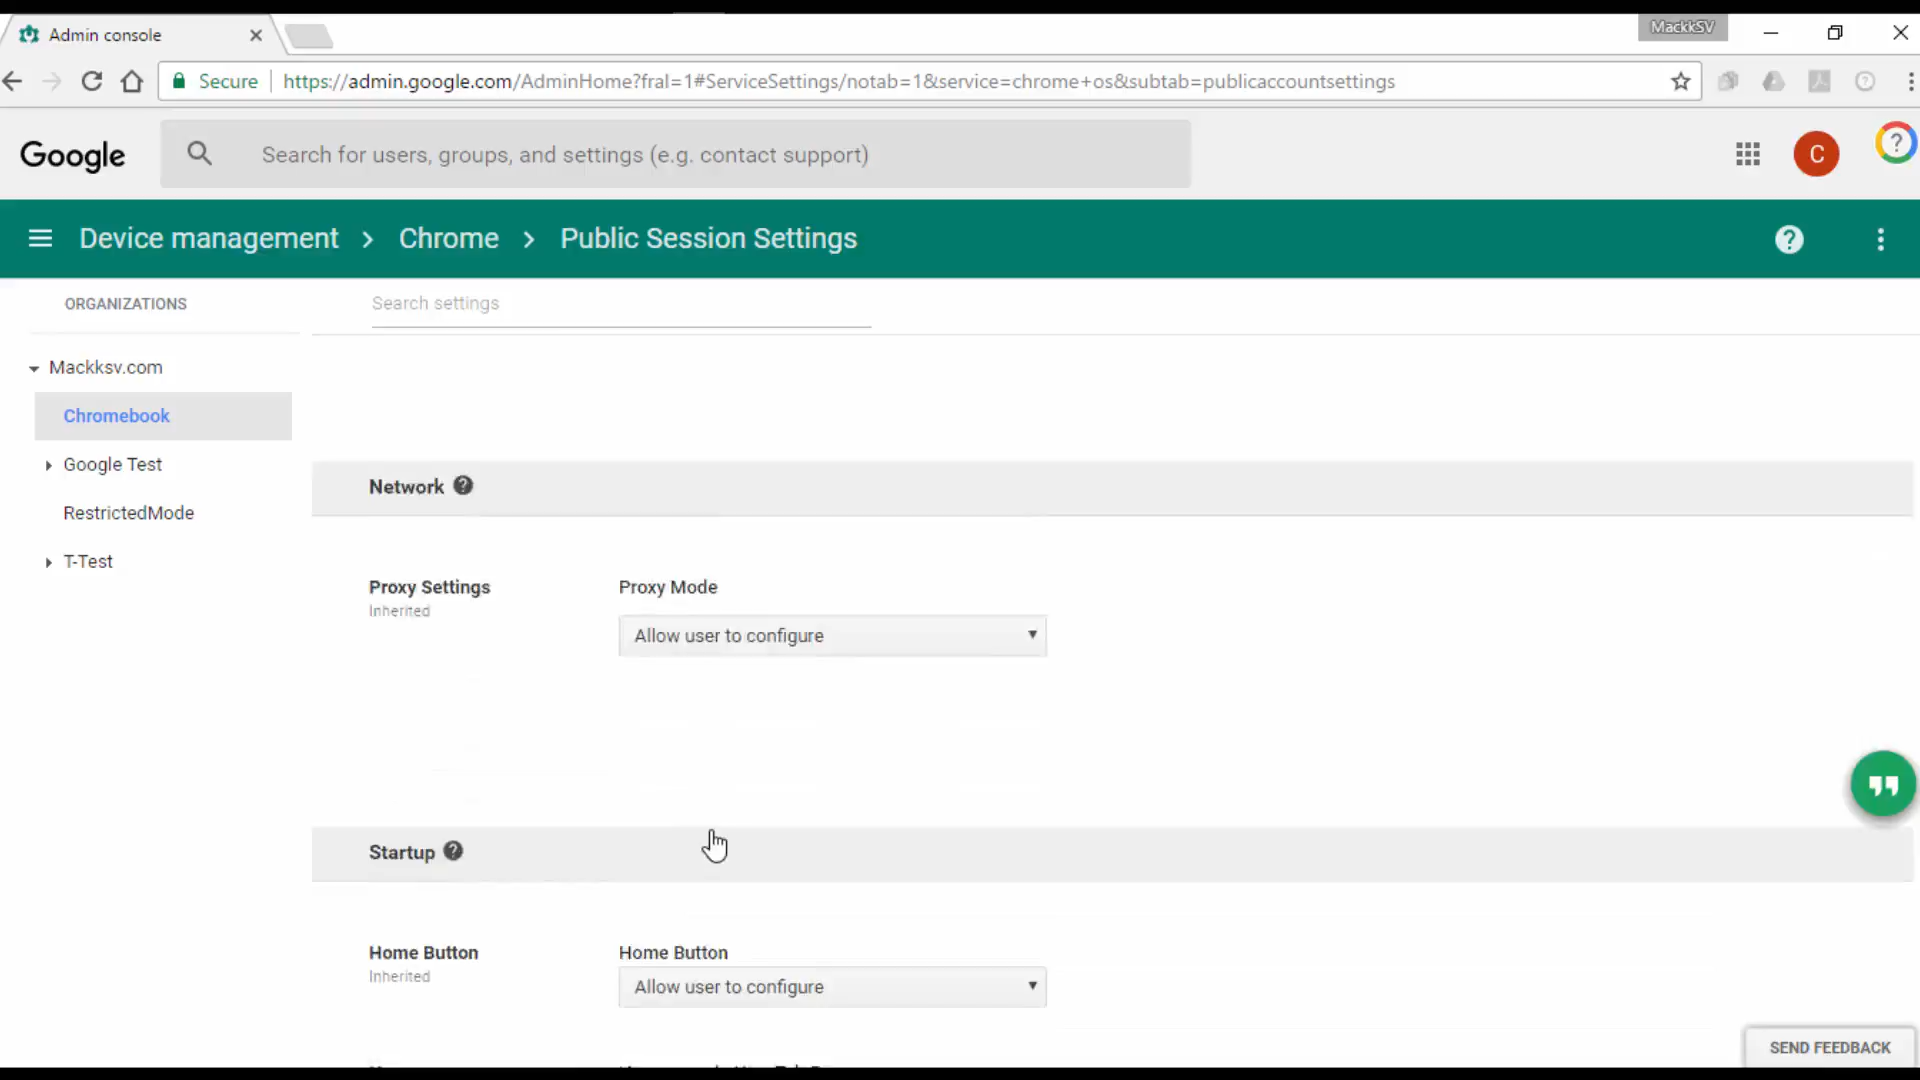 Admin console
MackkSV
Secure
https://admin.google.com/AdminHome?fral=1#ServiceSettings/notab=1&service=chrome+os&subtab=publicaccountsettings
Google
Search for users, groups, and settings (e.g. contact support)
C
?
Device management > Chrome > Public Session Settings
?
ORGANIZATIONS
Search settings
Mackksv.com
Chromebook
Google Test
RestrictedMode
T-Test
Network ?
Proxy Settings
Inherited
Proxy Mode
Allow user to configure
Startup ?
Home Button
Inherited
Home Button
Allow user to configure
SEND FEEDBACK